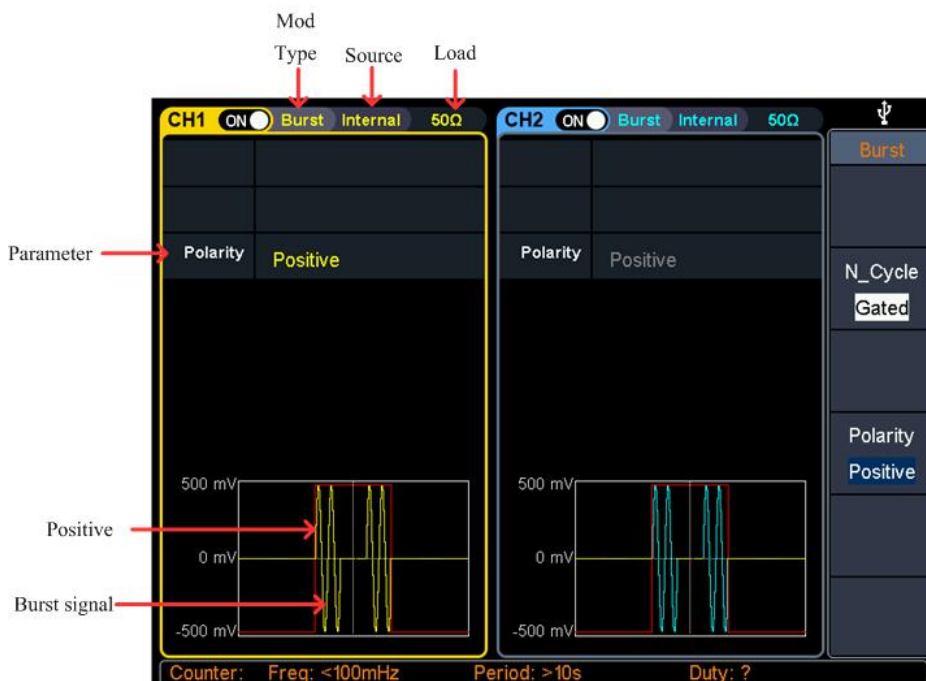 Mod
Type Source Load
CH1 ON Burst Internal 50Ω CH2 ON Burst Internal 50Ω
Burst
Parameter Polarity Positive Polarity Positive
N_Cycle
Gated
Polarity
Positive
500 mV 500 mV
Positive
0 mV 0 mV
Burst signal
-500 mV -500 mV
Counter: Freq: <100mHz Period: >10s Duty: ?